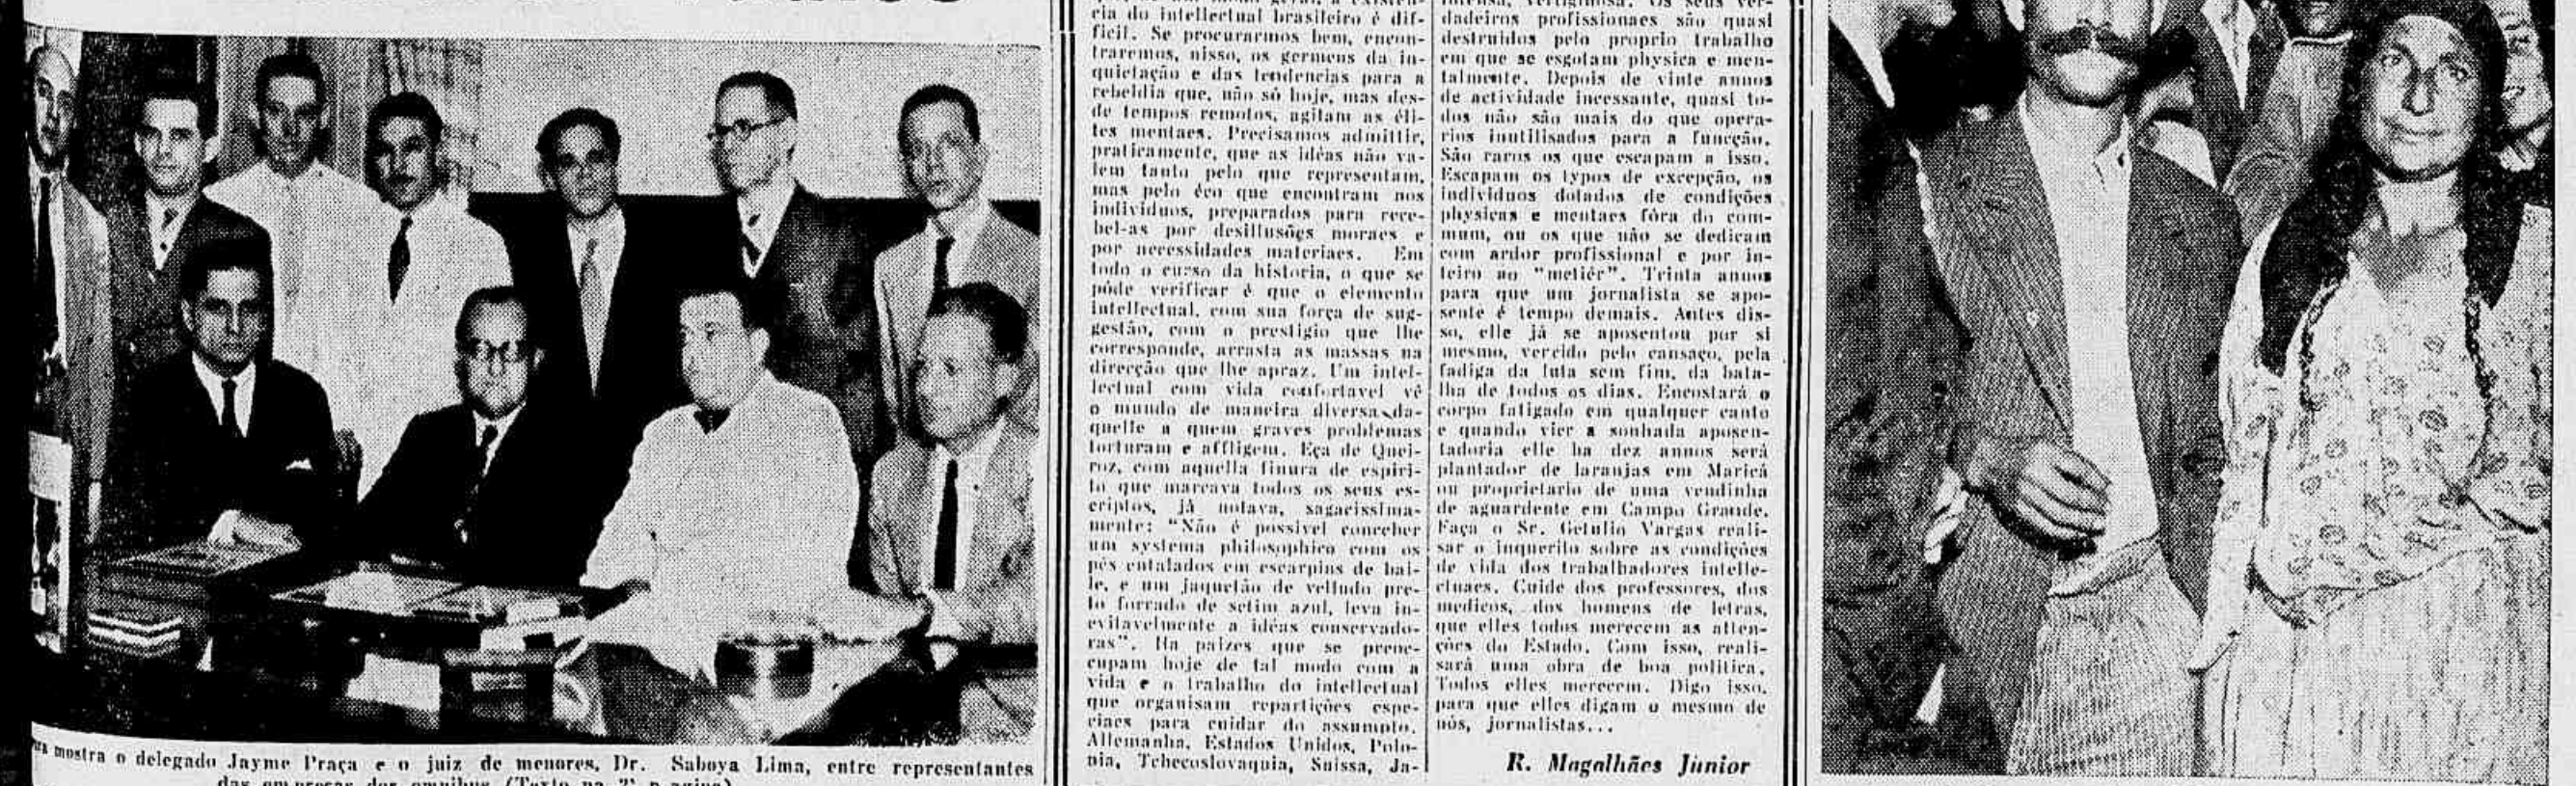 cia do intellectual brasileiro é dif-
ficil. Se procurarmos bem, encon-
traremos, nisso, os germens da in-
quietação e das tendencias para a
rebeldia que, não só hoje, mas des-
de tempos remotos, agitam as éli-
tes mentaes. Precisamos admittir,
praticamente, que as idéas não va-
lem tanto pelo que representam,
mas pelo éco que encontram nos
individuos, preparados para rece-
bel-as por desillusões moraes e
por necessidades materiaes. Em
todo o curso da historia, o que se
póde verificar é que o elemento
intellectual, com sua força de sug-
gestão, com o prestigio que lhe
corresponde, arrasta as massas na
direcção que lhe apraz. Um intel-
lectual com vida confortavel vê
o mundo de maneira diversa da-
quelle a quem graves problemas
torturam e affligem. Eça de Quei-
roz, com aquella finura de espiri-
to que marcava todos os seus es-
criptos, já notava, sagacissima-
mente: "Não é possivel conceber
um systema philosophico com os
pés entalados em escarpins de bai-
le, e um jaquetão de velludo pre-
to forrado de setim azul, leva in-
evitavelmente a idéas conservado-
ras". Ha paizes que se preoc-
cupam hoje de tal modo com a
vida e o trabalho do intellectual
que organisam repartições espe-
ciaes para cuidar do assumpto.
Allemanha, Estados Unidos, Polo-
nia, Tchecoslovaquia, Suissa, Ja-
intensa, vertiginosa. Os seus ver-
dadeiros profissionaes são quasi
destruidos pelo proprio trabalho
em que se esgotam physica e men-
talmente. Depois de vinte annos
de actividade incessante, quasi to-
dos não são mais do que opera-
rios inutilisados para a funcção.
São raros os que escapam a isso.
Escapam os typos de excepção, os
individuos dotados de condições
physicas e mentaes fóra do com-
mum, ou os que não se dedicam
com ardor profissional e por in-
teiro ao "metiér". Trinta annos
para que um jornalista se apo-
sente é tempo demais. Antes dis-
so, elle já se aposentou por si
mesmo, vercido pelo cansaço, pela
fadiga da luta sem fim, da bata-
lha de todos os dias. Encostará o
corpo fatigado em qualquer canto
e quando vier a sonhada aposen-
tadoria elle ha dez annos será
plantador de laranjas em Maricá
ou proprietario de uma vendinha
de aguardente em Campo Grande.
Faça o Sr. Getulio Vargas reali-
sar o inquerito sobre as condições
de vida dos trabalhadores intelle-
ctuaes. Cuide dos professores, dos
medicos, dos homens de letras,
que elles todos merecem as atten-
ções do Estado. Com isso, reali-
sará uma obra de boa politica.
Todos elles merecem. Digo isso,
para que elles digam o mesmo de
nós, jornalistas...
R. Magalhães Junior
mostra o delegado Jayme Praça e o juiz de menores, Dr. Saboya Lima, entre representantes
das empresas dos omnibus (Texto na 2ª pagina)